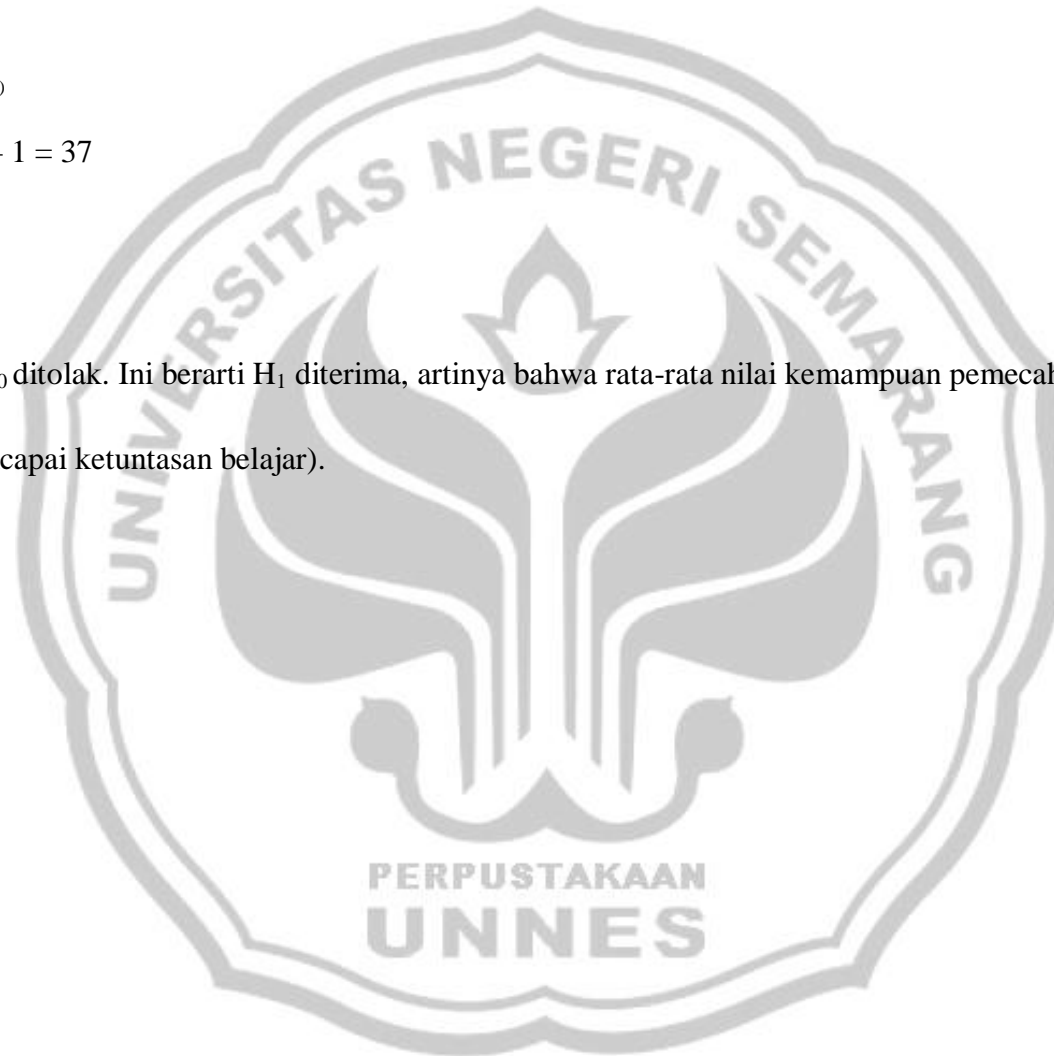 - 1 = 37
UNIVERSITAS NEGERI SEMARANG
0 ditolak. Ini berarti H1 diterima, artinya bahwa rata-rata nilai kemampuan pemecah
capai ketuntasan belajar).
PERPUSTAKAAN
UNNES